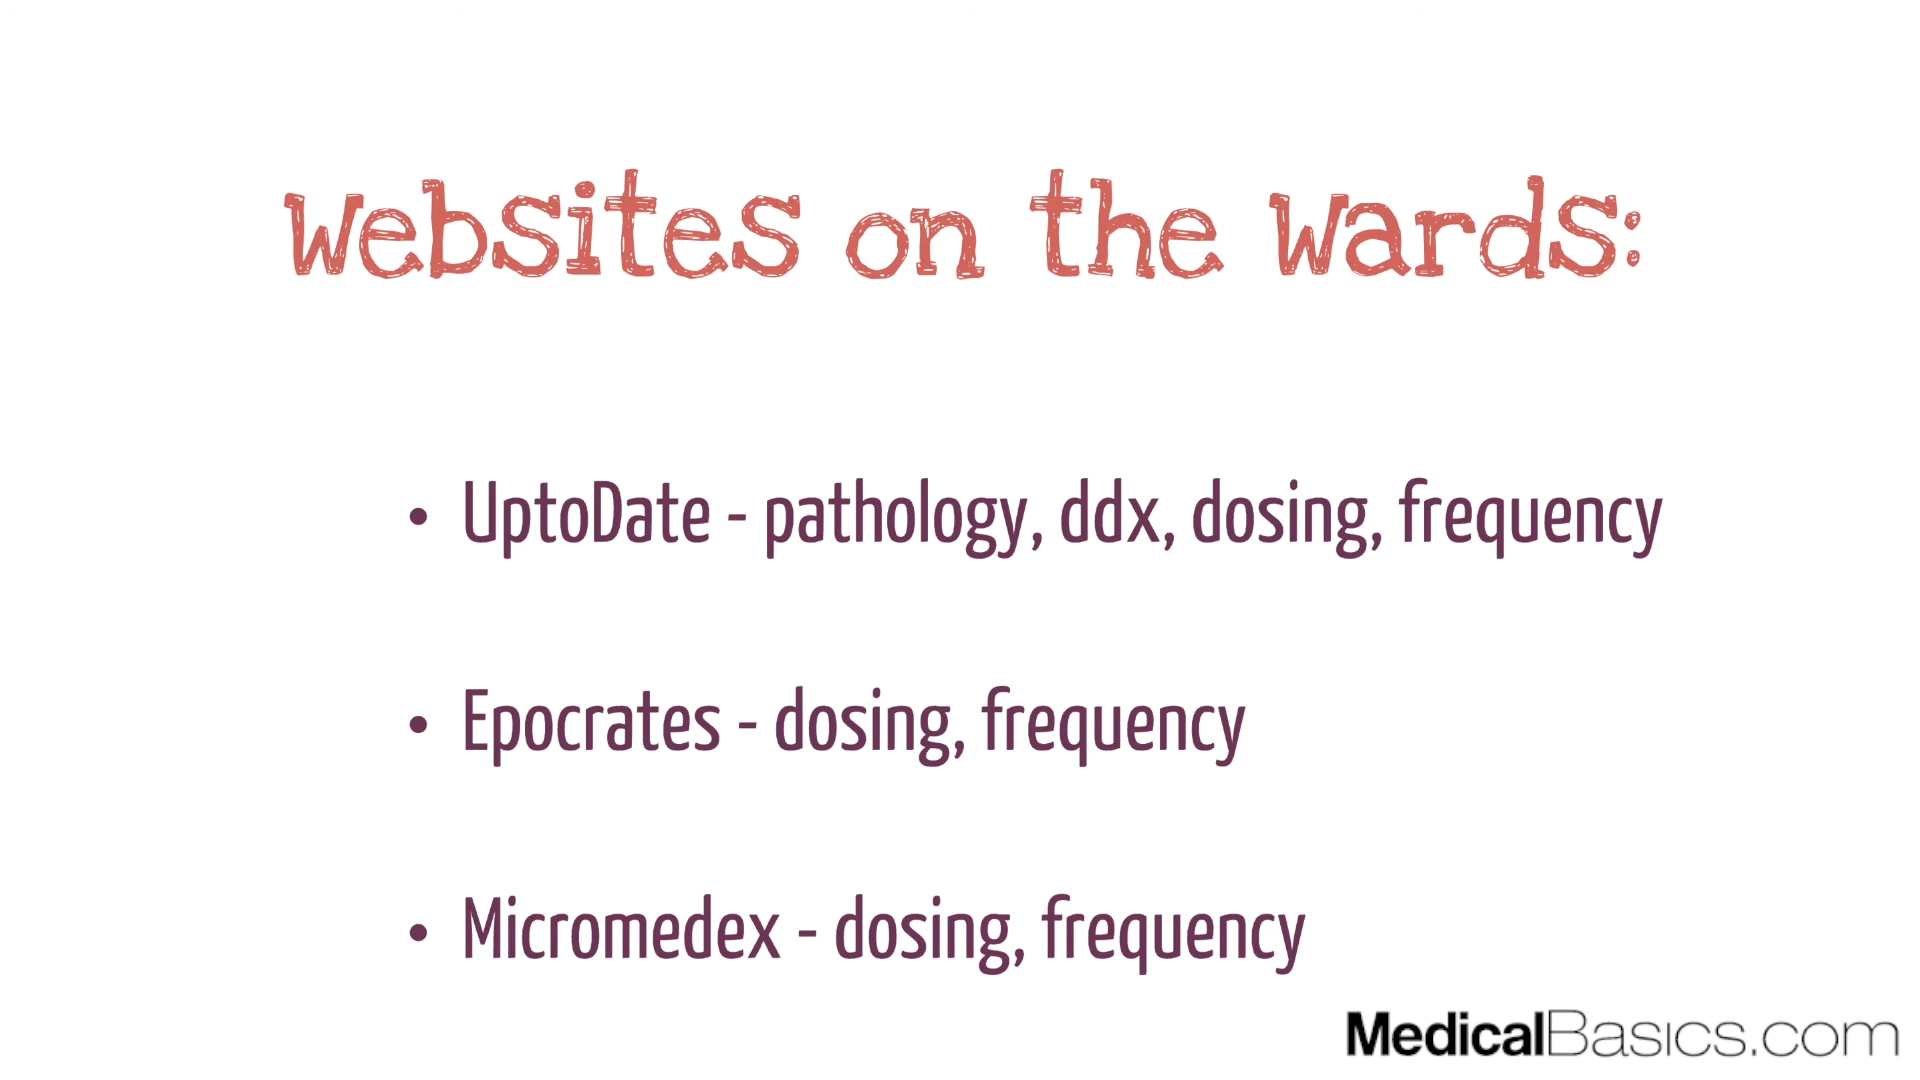 Websites on the Wards:
• UptoDate - pathology, ddx, dosing, frequency
• Epocrates - dosing, frequency
• Micromedex - dosing, frequency
MedicalBasics.com